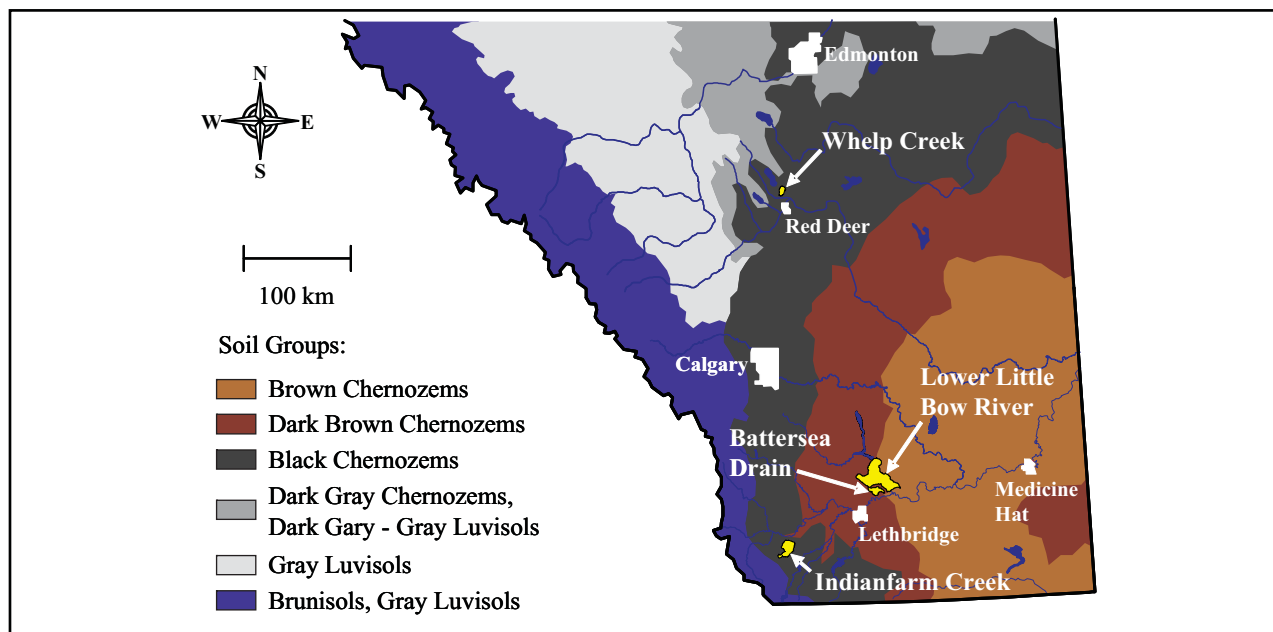 Edmonton
N
W E
S
Whelp Creek
Red Deer
100 km
Soil Groups:
Calgary
Lower Little
Bow River
Brown Chernozems
Dark Brown Chernozems
Battersea
Drain
Black Chernozems
Medicine
Hat
Dark Gray Chernozems,
Dark Gary - Gray Luvisols
Lethbridge
Gray Luvisols
Indianfarm Creek
Brunisols, Gray Luvisols